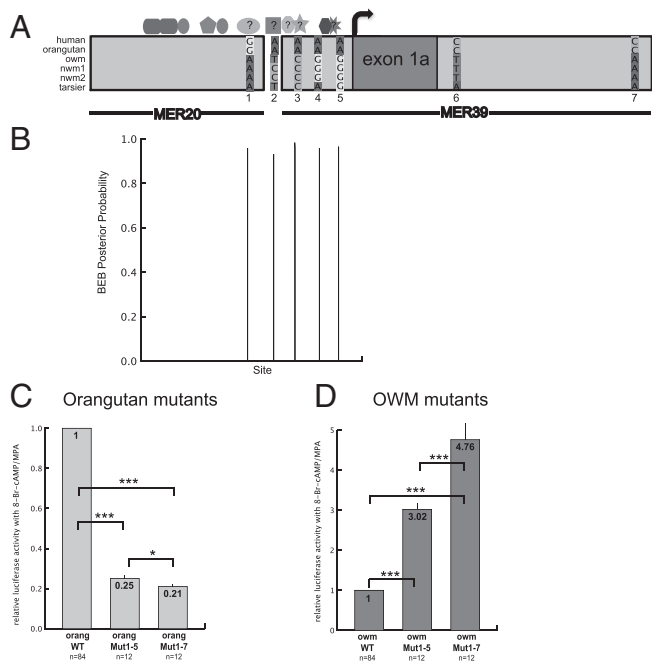 A
? ? ? ? ?
human G A A A A C C
orangutan G A A A A C C
owm A T C G G T A
nwm1 A C C G G T A
nwm2 A C C G G T A
tarsier A T C A G A A
exon 1a
1 2 3 4 5 6 7
MER20 MER39
B
BEB Posterior Probability
1.0
0.8
0.6
0.4
0.2
0.0
Site
C Orangutan mutants
relative luciferase activity with 8-Br-cAMP/MPA
1.0
0.8
0.6
0.4
0.2
0.0
1
0.25
0.21
***
***
*
orang WT n=84
orang Mut1-5 n=12
orang Mut1-7 n=12
D OWM mutants
relative luciferase activity with 8-Br-cAMP/MPA
5
4
3
2
1
0
1
3.02
4.76
***
***
***
owm WT n=84
owm Mut1-5 n=12
owm Mut1-7 n=12